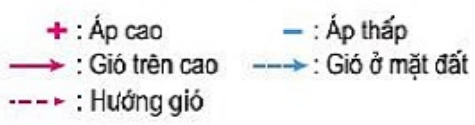 + : Áp cao - : Áp thấp
: Gió trên cao : Gió ở mặt đất
: Hướng gió